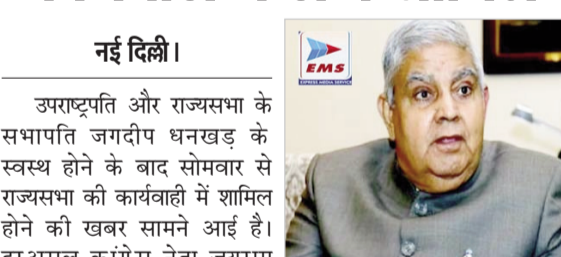 नई दिल्ली।
उपराष्ट्रपति और राज्यसभा के
सभापति जगदीप धनखड़ के
स्वस्थ होने के बाद सोमवार से
राज्यसभा की कार्यवाही में शामिल
होने की खबर सामने आई है।
EMS
EXPRESS MEDIA SERVICE